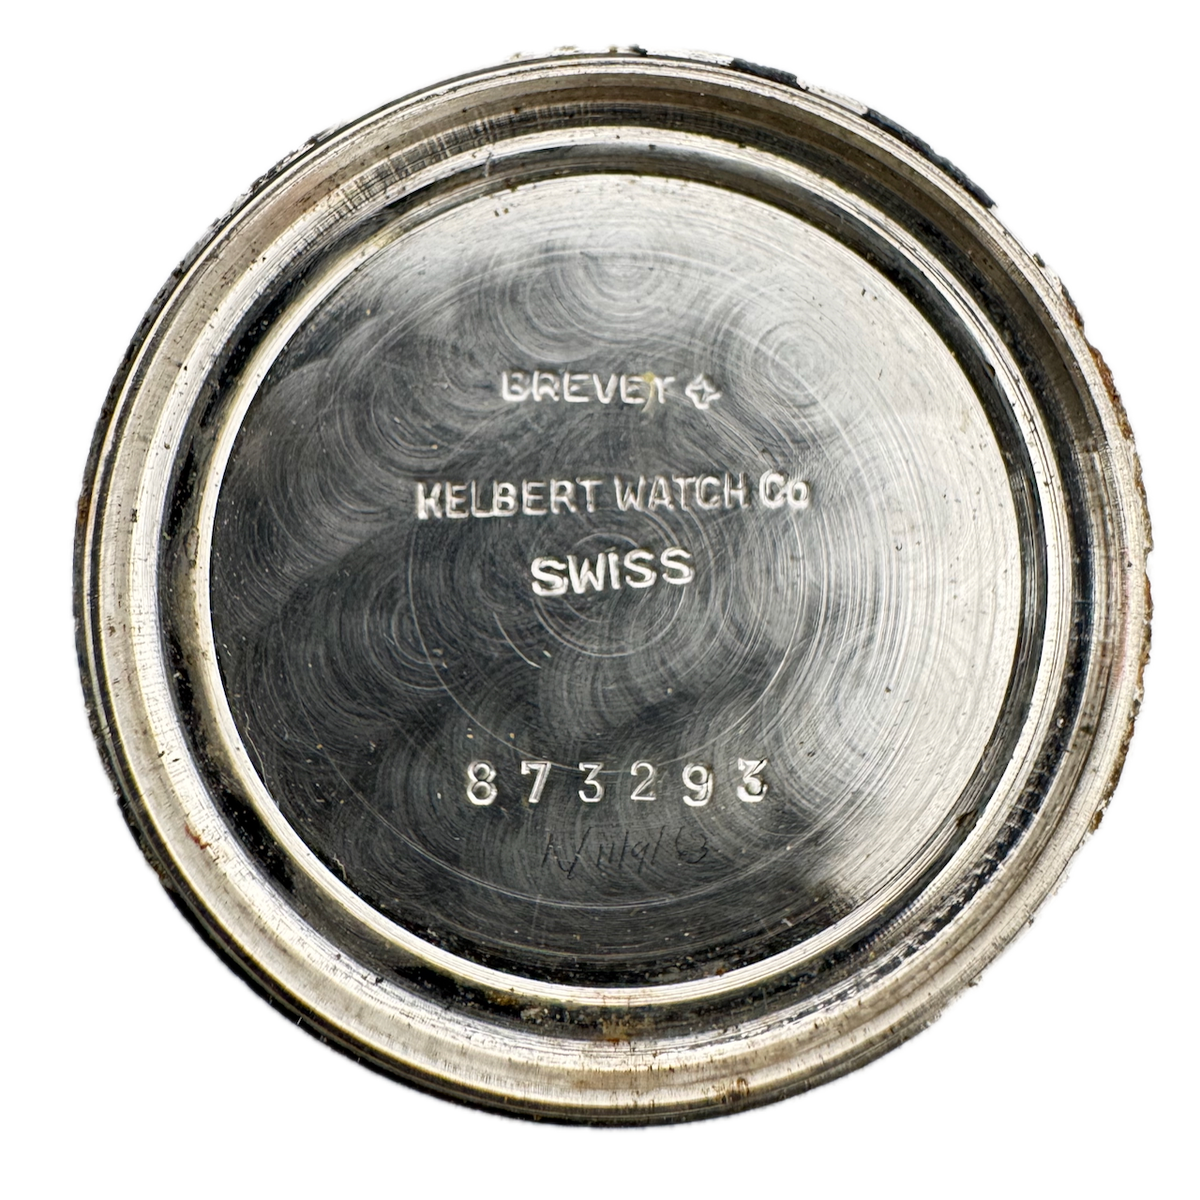 BREVET ✚
KELBERT WATCH Co
SWISS
873293